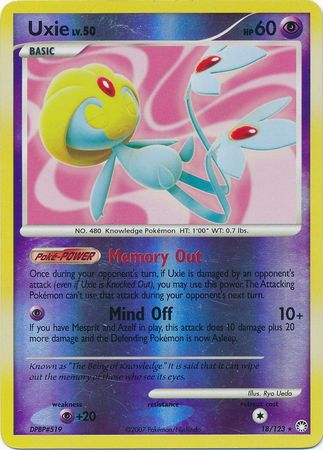 Uxie LV.50 HP 60
BASIC
NO. 480 Knowledge Pokémon HT: 1'00" WT: 0.7 lbs.
Poké-POWER Memory Out
Once during your opponent's turn, if Uxie is damaged by an opponent's
attack (even if Uxie is Knocked Out), you may use this power. The Attacking
Pokémon can't use that attack during your opponent's next turn.
Mind Off 10+
If you have Mesprit and Azelf in play, this attack does 10 damage plus 20
more damage and the Defending Pokémon is now Asleep.
Known as "The Being of Knowledge." It is said that it can wipe
out the memory of those who see its eyes.
Illus. Ryo Ueda
weakness resistance retreat cost
+20
DPBP#519 ©2007 Pokémon/Nintendo 18/123 ★